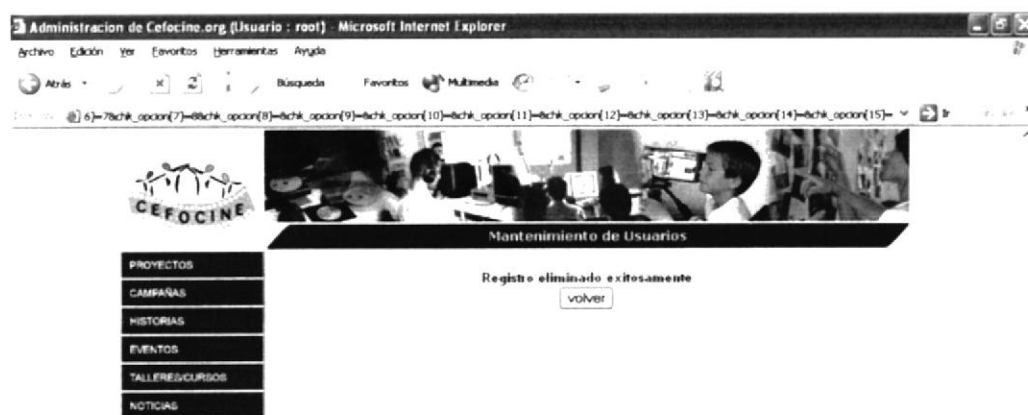 Administracion de Cefocine.org (Usuario : root) - Microsoft Internet Explorer
Archivo Edición Ver Favoritos Herramientas Ayuda
Atrás Búsqueda Favoritos Multimedia
6]=7&chk_opcion[7]=8&chk_opcion[8]=&chk_opcion[9]=&chk_opcion[10]=&chk_opcion[11]=&chk_opcion[12]=&chk_opcion[13]=&chk_opcion[14]=&chk_opcion[15]= Ir
CEFOCINE
Mantenimiento de Usuarios
PROYECTOS
CAMPAÑAS
HISTORIAS
EVENTOS
TALLERES/CURSOS
NOTICIAS
Registro eliminado exitosamente
volver